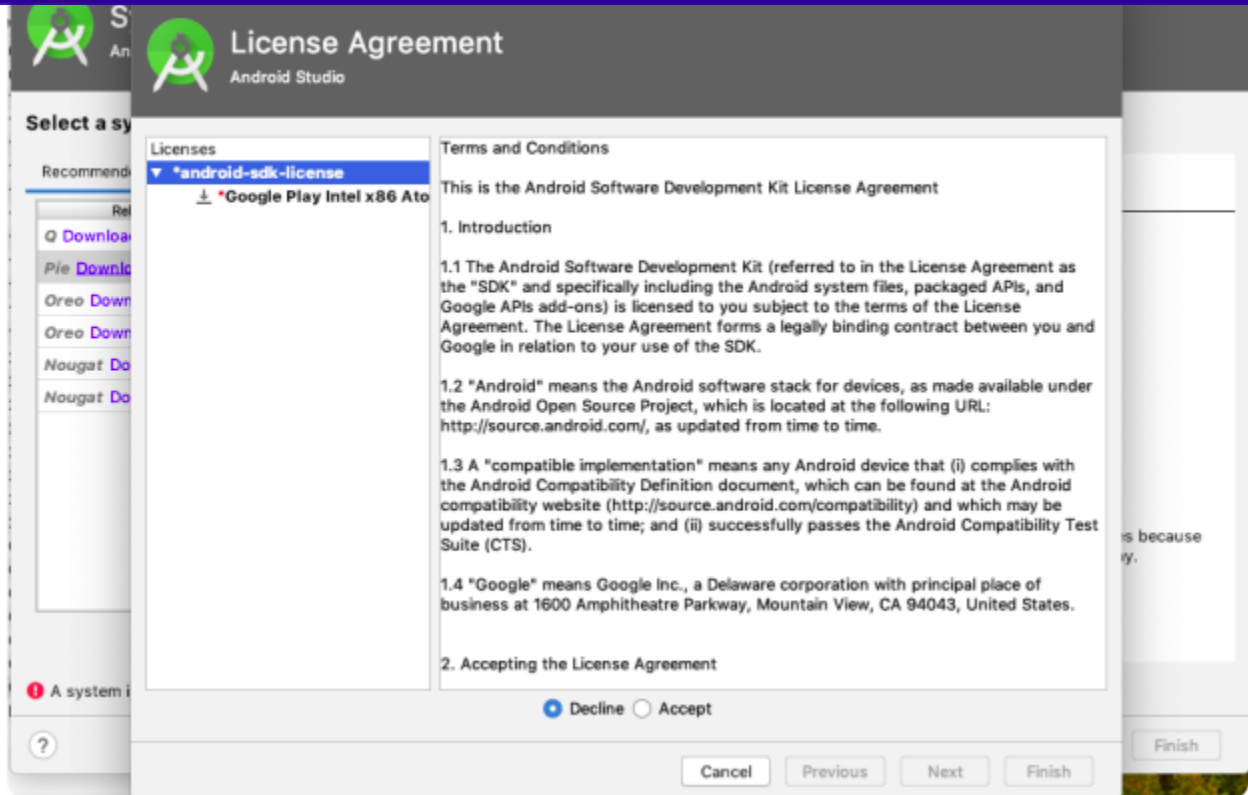 License Agreement
Android Studio
Select a
Licenses
*android-sdk-license
*Google Play Intel x86
Q
Pie
Oreo
Oreo
Nougat
Nougat
A system
Terms and Conditions
This is the Android Software Development Kit License Agreement
1. Introduction
1.1 The Android Software Development Kit (referred to in the License Agreement as
the "SDK" and specifically including the Android system files, packaged APIs, and
Google APIs add-ons) is licensed to you subject to the terms of the License
Agreement. The License Agreement forms a legally binding contract between you and
Google in relation to your use of the SDK.
1.2 "Android" means the Android software stack for devices, as made available under
the Android Open Source Project, which is located at the following URL:
http://source.android.com/, as updated from time to time.
1.3 A "compatible implementation" means any Android device that (i) complies with
the Android Compatibility Definition document, which can be found at the Android
compatibility website (http://source.android.com/compatibility) and which may be
updated from time to time; and (ii) successfully passes the Android Compatibility Test
Suite (CTS).
1.4 "Google" means Google Inc., a Delaware corporation with principal place of
business at 1600 Amphitheatre Parkway, Mountain View, CA 94043, United States.
2. Accepting the License Agreement
because
Decline Accept
?
Cancel Previous Next Finish
Finish